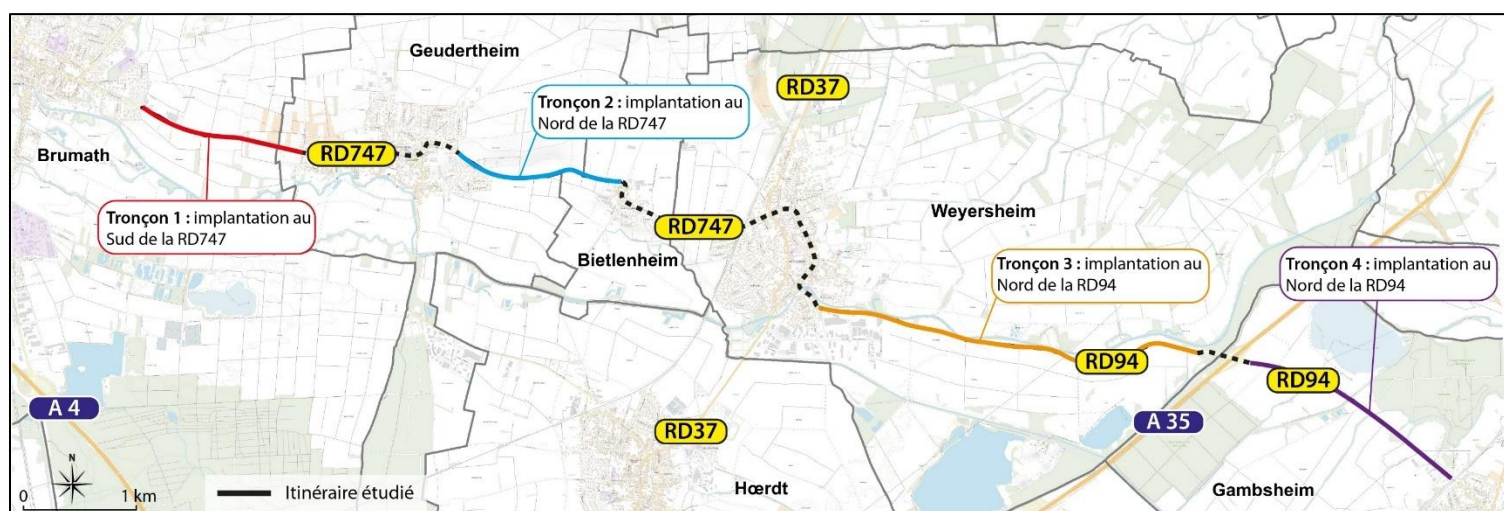 Geudertheim
RD37
Tronçon 2 : implantation au
Nord de la RD747
Brumath
RD747
Tronçon 1 : implantation au
Sud de la RD747
RD747
Bietlenheim
Weyersheim
Tronçon 3 : implantation au
Nord de la RD94
Tronçon 4 : implantation au
Nord de la RD94
RD94
RD94
A 4
RD37
A 35
N
0 1 km
Itinéraire étudié
Hœrdt
Gambsheim